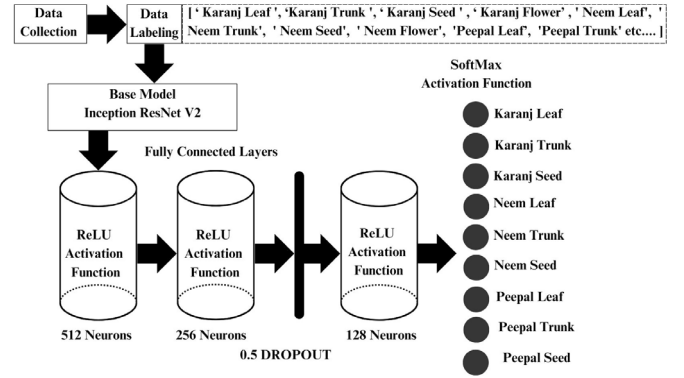 Data
Collection
Data
Labeling
[ ‘ Karanj Leaf ', ‘Karanj Trunk ', ‘ Karanj Seed ' , ‘ Karanj Flower’ , ' Neem Leaf', '
Neem Trunk', ' Neem Seed', ' Neem Flower', 'Peepal Leaf', 'Peepal Trunk' etc.... ]
Base Model
Inception ResNet V2
Fully Connected Layers
ReLU
Activation
Function
512 Neurons
ReLU
Activation
Function
256 Neurons
0.5 DROPOUT
ReLU
Activation
Function
128 Neurons
SoftMax
Activation Function
Karanj Leaf
Karanj Trunk
Karanj Seed
Neem Leaf
Neem Trunk
Neem Seed
Peepal Leaf
Peepal Trunk
Peepal Seed